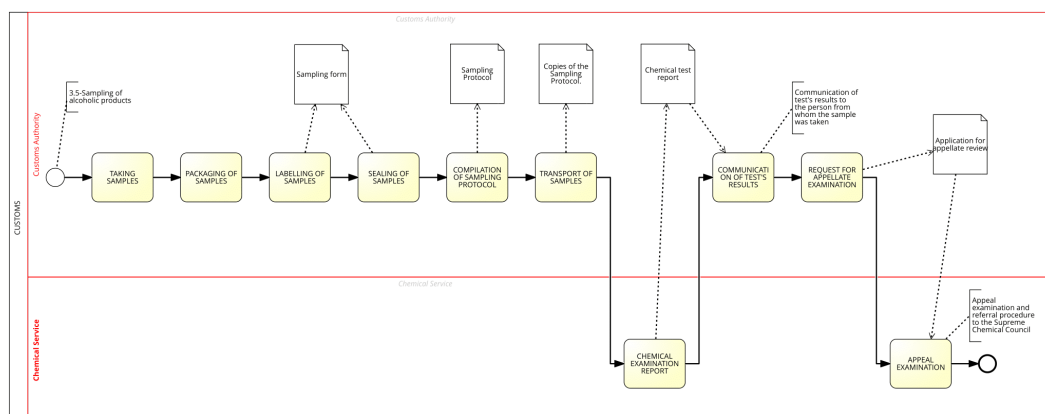 Customs Authority
CUSTOMS
Customs Authority
3,5-Sampling of
alcoholic products
TAKING
SAMPLES
PACKAGING OF
SAMPLES
LABELLING OF
SAMPLES
SEALING OF
SAMPLES
COMPILATION
OF SAMPLING
PROTOCOL
TRANSPORT OF
SAMPLES
Sampling form
Sampling
Protocol
Copies of the
Sampling
Protocol.
Chemical test
report
Communication of
test's results to
the person from
whom the sample
was taken
COMMUNICATI
ON OF TEST'S
RESULTS
REQUEST FOR
APPELLATE
EXAMINATION
Application for
appellate review
Chemical Service
Chemical Service
CHEMICAL
EXAMINATION
REPORT
Appeal
examination and
referral procedure
to the Supreme
Chemical Council
APPEAL
EXAMINATION